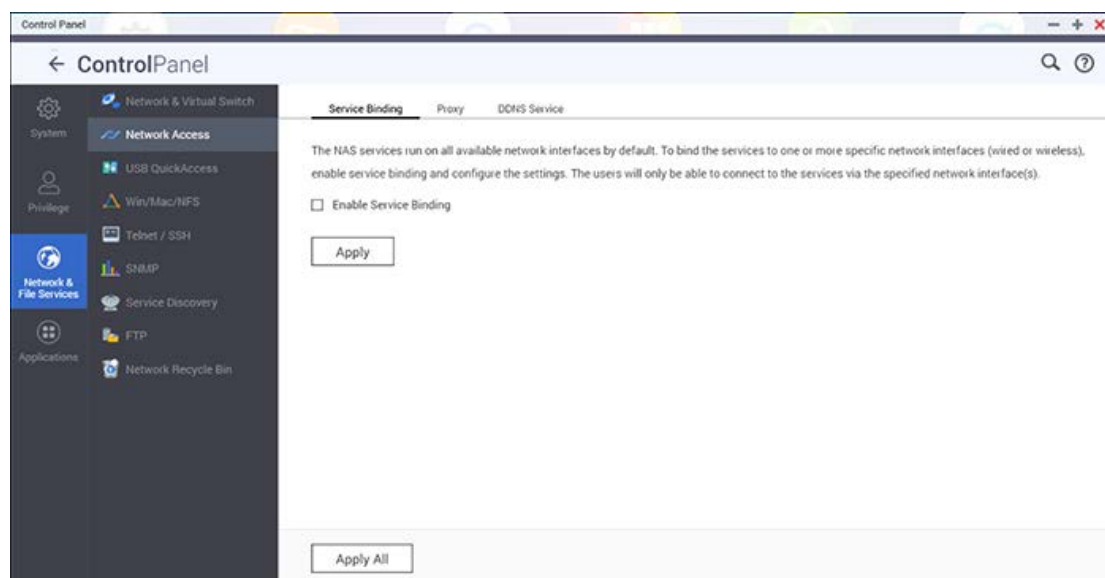 Control Panel
ControlPanel
System
Privilege
Network &
File Services
Applications
Network & Virtual Switch
Network Access
USB QuickAccess
Win/Mac/NFS
Telnet / SSH
SNMP
Service Discovery
FTP
Network Recycle Bin
Service Binding Proxy DDNS Service
The NAS services run on all available network interfaces by default. To bind the services to one or more specific network interfaces (wired or wireless),
enable service binding and configure the settings. The users will only be able to connect to the services via the specified network interface(s).
Enable Service Binding
Apply
Apply All